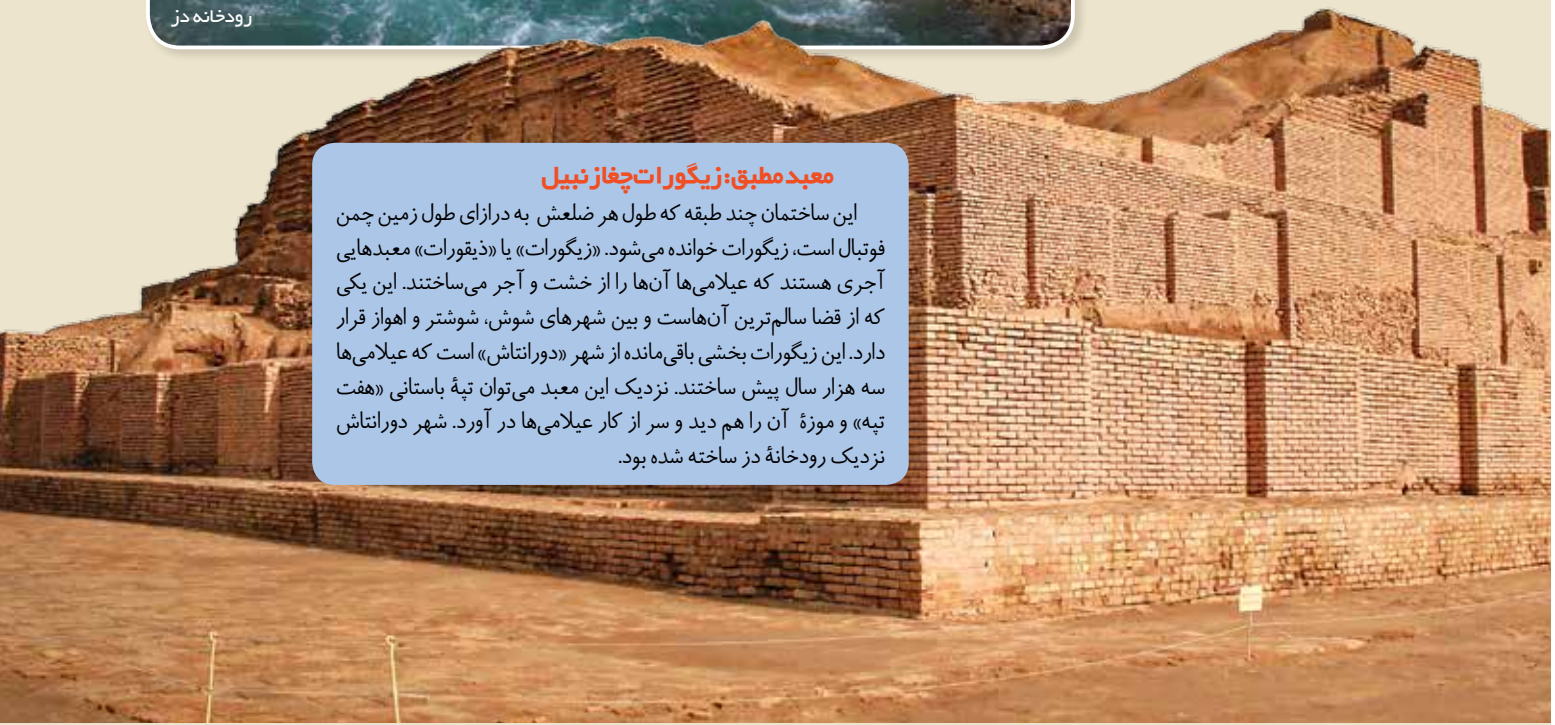 رودخانه دز
معبد مطبق: زیگورات‌چغازنبیل
این ساختمان چند طبقه که طول هر ضلعش به درازای طول زمین چمن
فوتبال است، زیگورات خوانده می‌شود. «زیگورات» یا «ذیقورات» معبدهایی
آجری هستند که عیلامی‌ها آن‌ها را از خشت و آجر می‌ساختند. این یکی
که از قضا سالم‌ترین آن‌هاست و بین شهرهای شوش، شوشتر و اهواز قرار
دارد. این زیگورات بخشی باقی‌مانده از شهر «دورانتاش» است که عیلامی‌ها
سه هزار سال پیش ساختند. نزدیک این معبد می‌توان تپهٔ باستانی «هفت
تپه» و موزهٔ آن را هم دید و سر از کار عیلامی‌ها در آورد. شهر دورانتاش
نزدیک رودخانهٔ دز ساخته شده بود.